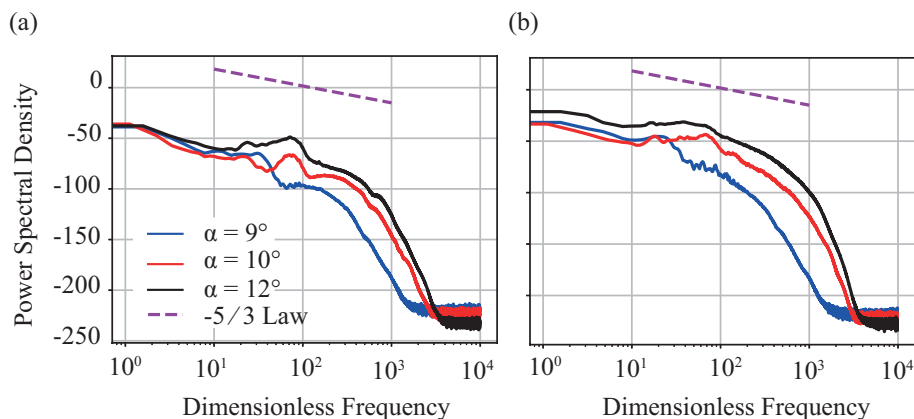 (a)
(b)
Power Spectral Density
0
-50
-100
-150
-200
-250
α = 9°
α = 10°
α = 12°
-5/3 Law
10⁰ 10¹ 10² 10³ 10⁴
10⁰ 10¹ 10² 10³ 10⁴
Dimensionless Frequency
Dimensionless Frequency